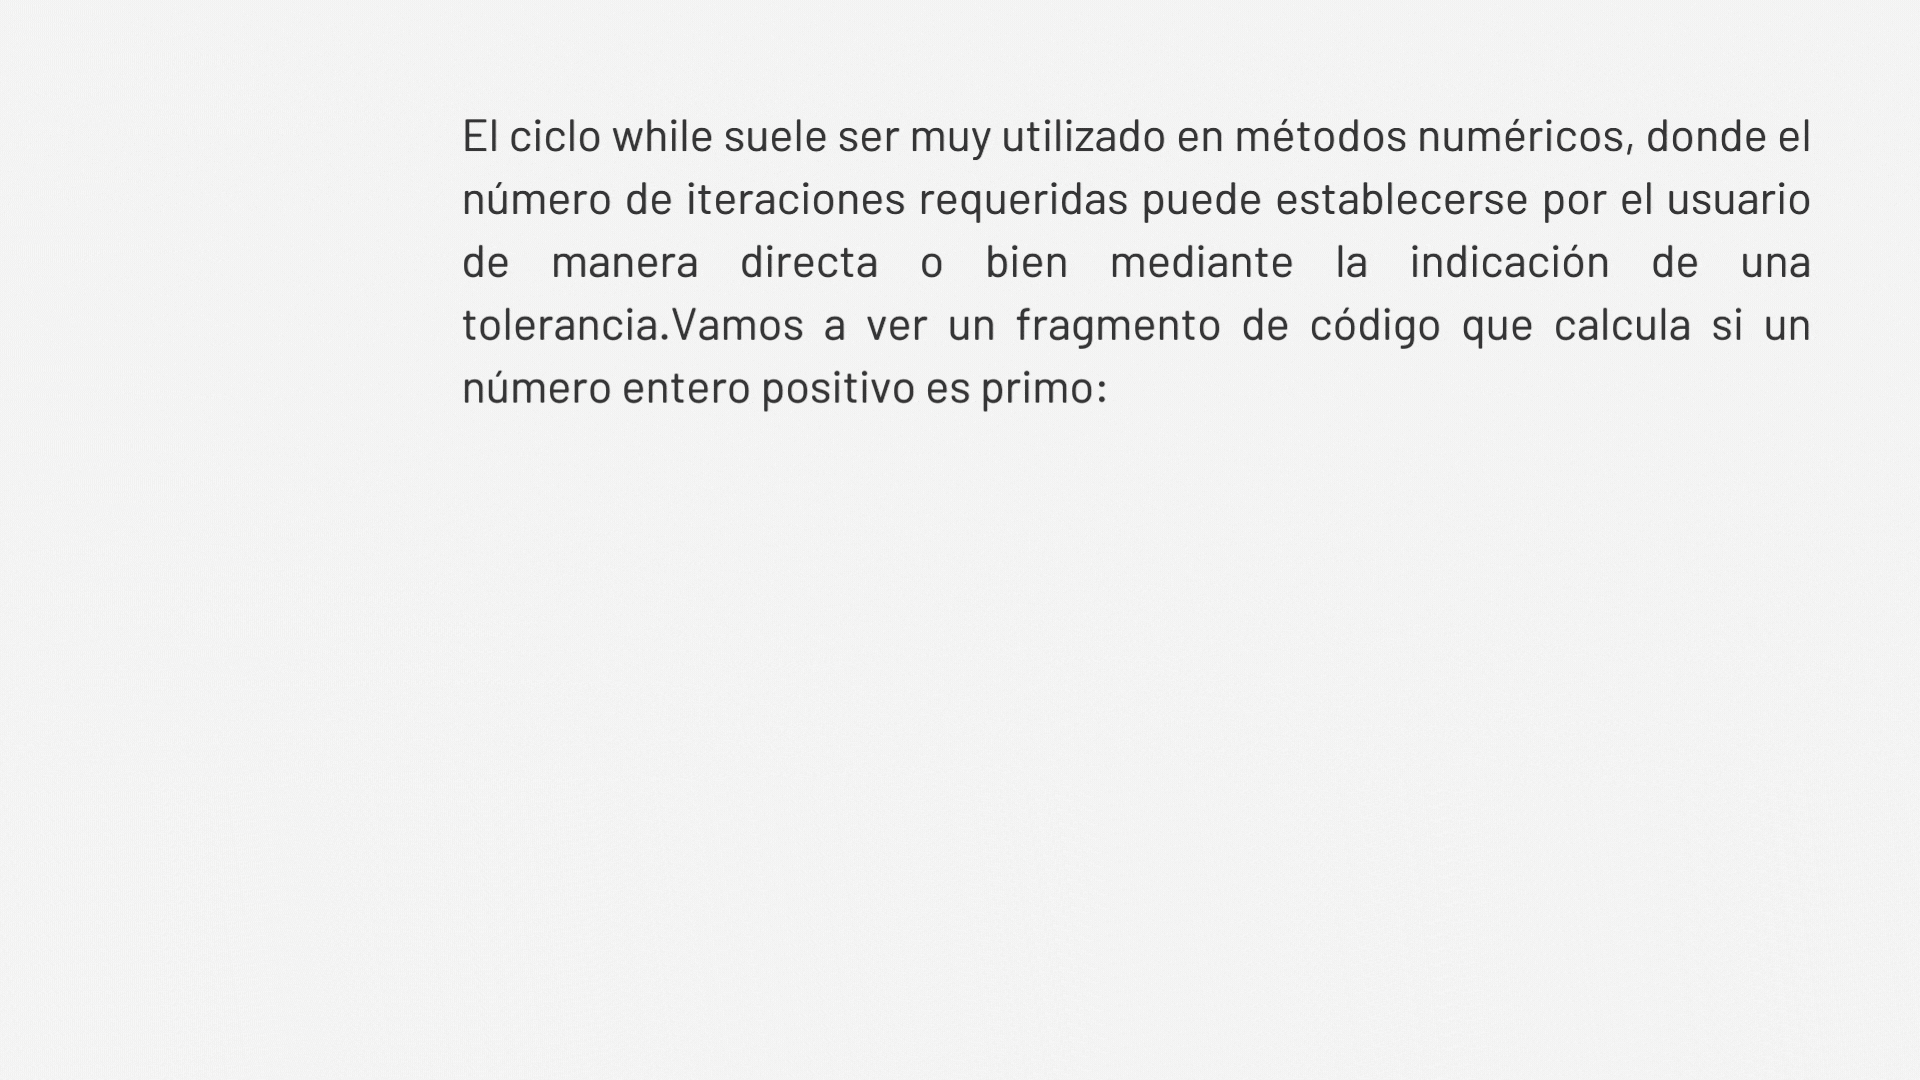 El ciclo while suele ser muy utilizado en métodos numéricos, donde el
número de iteraciones requeridas puede establecerse por el usuario
de manera directa o bien mediante la indicación de una
tolerancia.Vamos a ver un fragmento de código que calcula si un
número entero positivo es primo: